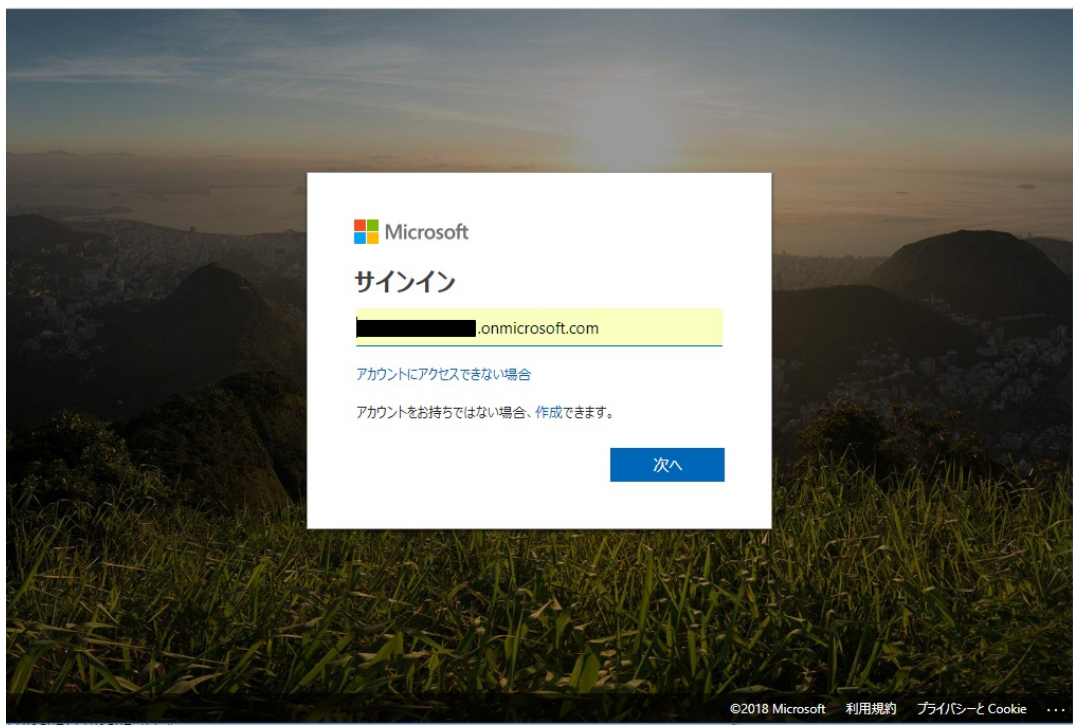 Microsoft
サインイン
.onmicrosoft.com
アカウントにアクセスできない場合
アカウントをお持ちではない場合、作成できます。
次へ
©2018 Microsoft 利用規約 プライバシーと Cookie ...